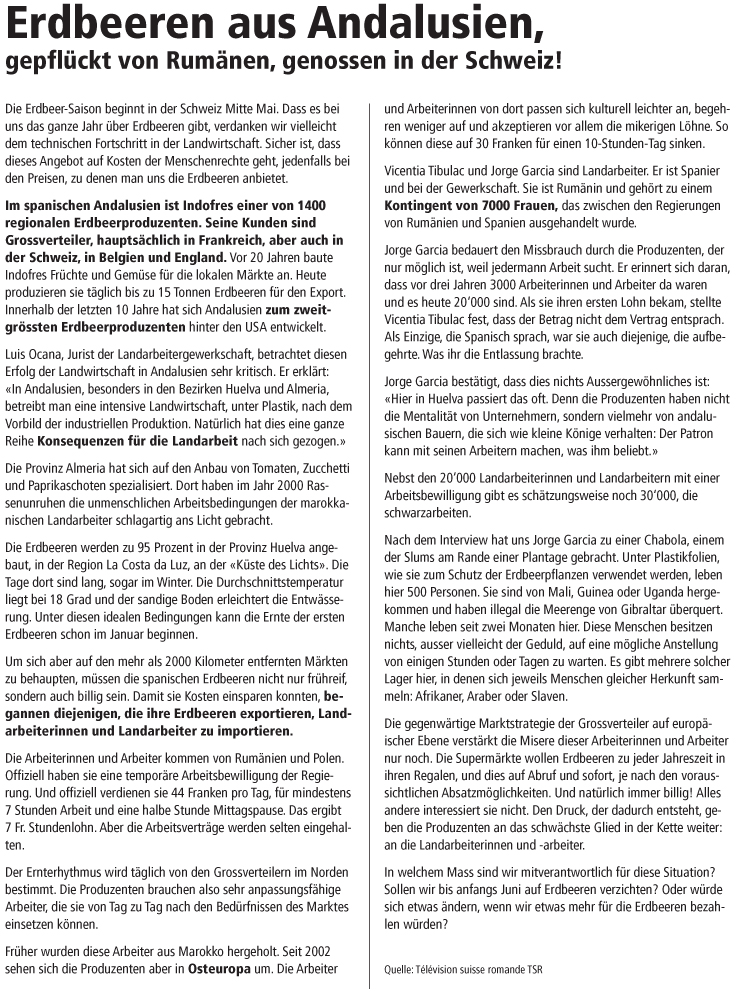 Erdbeeren aus Andalusien,
gepflückt von Rumänen, genossen in der Schweiz!
Die Erdbeer-Saison beginnt in der Schweiz Mitte Mai. Dass es bei
uns das ganze Jahr über Erdbeeren gibt, verdanken wir vielleicht
dem technischen Fortschritt in der Landwirtschaft. Sicher ist, dass
dieses Angebot auf Kosten der Menschenrechte geht, jedenfalls bei
den Preisen, zu denen man uns die Erdbeeren anbietet.
Im spanischen Andalusien ist Indofres einer von 1400
regionalen Erdbeerproduzenten. Seine Kunden sind
Grossverteiler, hauptsächlich in Frankreich, aber auch in
der Schweiz, in Belgien und England. Vor 20 Jahren baute
Indofres Früchte und Gemüse für die lokalen Märkte an. Heute
produzieren sie täglich bis zu 15 Tonnen Erdbeeren für den Export.
Innerhalb der letzten 10 Jahre hat sich Andalusien zum zweit-
grössten Erdbeerproduzenten hinter den USA entwickelt.
Luis Ocana, Jurist der Landarbeitergewerkschaft, betrachtet diesen
Erfolg der Landwirtschaft in Andalusien sehr kritisch. Er erklärt:
«In Andalusien, besonders in den Bezirken Huelva und Almeria,
betreibt man eine intensive Landwirtschaft, unter Plastik, nach dem
Vorbild der industriellen Produktion. Natürlich hat dies eine ganze
Reihe Konsequenzen für die Landarbeit nach sich gezogen.»
Die Provinz Almeria hat sich auf den Anbau von Tomaten, Zucchetti
und Paprikaschoten spezialisiert. Dort haben im Jahr 2000 Ras-
senunruhen die unmenschlichen Arbeitsbedingungen der marokka-
nischen Landarbeiter schlagartig ans Licht gebracht.
Die Erdbeeren werden zu 95 Prozent in der Provinz Huelva ange-
baut, in der Region La Costa da Luz, an der «Küste des Lichts». Die
Tage dort sind lang, sogar im Winter. Die Durchschnittstemperatur
liegt bei 18 Grad und der sandige Boden erleichtert die Entwässe-
rung. Unter diesen idealen Bedingungen kann die Ernte der ersten
Erdbeeren schon im Januar beginnen.
Um sich aber auf den mehr als 2000 Kilometer entfernten Märkten
zu behaupten, müssen die spanischen Erdbeeren nicht nur frühreif,
sondern auch billig sein. Damit sie Kosten einsparen konnten, be-
gannen diejenigen, die ihre Erdbeeren exportieren, Land-
arbeiterinnen und Landarbeiter zu importieren.
Die Arbeiterinnen und Arbeiter kommen von Rumänien und Polen.
Offiziell haben sie eine temporäre Arbeitsbewilligung der Regie-
rung. Und offiziell verdienen sie 44 Franken pro Tag, für mindestens
7 Stunden Arbeit und eine halbe Stunde Mittagspause. Das ergibt
7 Fr. Stundenlohn. Aber die Arbeitsverträge werden selten eingehal-
ten.
Der Ernterhythmus wird täglich von den Grossverteilern im Norden
bestimmt. Die Produzenten brauchen also sehr anpassungsfähige
Arbeiter, die sie von Tag zu Tag nach den Bedürfnissen des Marktes
einsetzen können.
Früher wurden diese Arbeiter aus Marokko hergeholt. Seit 2002
sehen sich die Produzenten aber in Osteuropa um. Die Arbeiter
und Arbeiterinnen von dort passen sich kulturell leichter an, begeh-
ren weniger auf und akzeptieren vor allem die mikerigen Löhne. So
können diese auf 30 Franken für einen 10-Stunden-Tag sinken.
Vicentia Tibulac und Jorge Garcia sind Landarbeiter. Er ist Spanier
und bei der Gewerkschaft. Sie ist Rumänin und gehört zu einem
Kontingent von 7000 Frauen, das zwischen den Regierungen
von Rumänien und Spanien ausgehandelt wurde.
Jorge Garcia bedauert den Missbrauch durch die Produzenten, der
nur möglich ist, weil jedermann Arbeit sucht. Er erinnert sich daran,
dass vor drei Jahren 3000 Arbeiterinnen und Arbeiter da waren
und es heute 20‘000 sind. Als sie ihren ersten Lohn bekam, stellte
Vicentia Tibulac fest, dass der Betrag nicht dem Vertrag entsprach.
Als Einzige, die Spanisch sprach, war sie auch diejenige, die aufbe-
gehrte. Was ihr die Entlassung brachte.
Jorge Garcia bestätigt, dass dies nichts Aussergewöhnliches ist:
«Hier in Huelva passiert das oft. Denn die Produzenten haben nicht
die Mentalität von Unternehmern, sondern vielmehr von andalu-
sischen Bauern, die sich wie kleine Könige verhalten: Der Patron
kann mit seinen Arbeitern machen, was ihm beliebt.»
Nebst den 20‘000 Landarbeiterinnen und Landarbeitern mit einer
Arbeitsbewilligung gibt es schätzungsweise noch 30‘000, die
schwarzarbeiten.
Nach dem Interview hat uns Jorge Garcia zu einer Chabola, einem
der Slums am Rande einer Plantage gebracht. Unter Plastikfolien,
wie sie zum Schutz der Erdbeerpflanzen verwendet werden, leben
hier 500 Personen. Sie sind von Mali, Guinea oder Uganda herge-
kommen und haben illegal die Meerenge von Gibraltar überquert.
Manche leben seit zwei Monaten hier. Diese Menschen besitzen
nichts, ausser vielleicht der Geduld, auf eine mögliche Anstellung
von einigen Stunden oder Tagen zu warten. Es gibt mehrere solcher
Lager hier, in denen sich jeweils Menschen gleicher Herkunft sam-
meln: Afrikaner, Araber oder Slaven.
Die gegenwärtige Marktstrategie der Grossverteiler auf europä-
ischer Ebene verstärkt die Misere dieser Arbeiterinnen und Arbeiter
nur noch. Die Supermärkte wollen Erdbeeren zu jeder Jahreszeit in
ihren Regalen, und dies auf Abruf und sofort, je nach den voraus-
sichtlichen Absatzmöglichkeiten. Und natürlich immer billig! Alles
andere interessiert sie nicht. Den Druck, der dadurch entsteht, ge-
ben die Produzenten an das schwächste Glied in der Kette weiter:
an die Landarbeiterinnen und -arbeiter.
In welchem Mass sind wir mitverantwortlich für diese Situation?
Sollen wir bis anfangs Juni auf Erdbeeren verzichten? Oder würde
sich etwas ändern, wenn wir etwas mehr für die Erdbeeren bezah-
len würden?
Quelle: Télévision suisse romande TSR